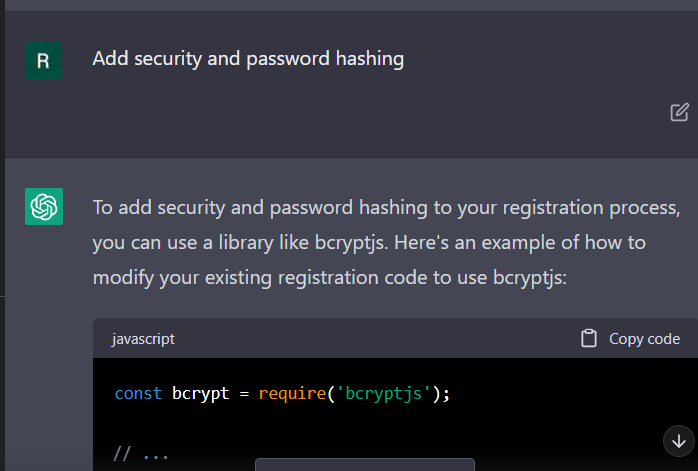 R
Add security and password hashing
To add security and password hashing to your registration process,
you can use a library like bcryptjs. Here's an example of how to
modify your existing registration code to use bcryptjs:
javascript
Copy code
const bcrypt = require('bcryptjs');
// ...